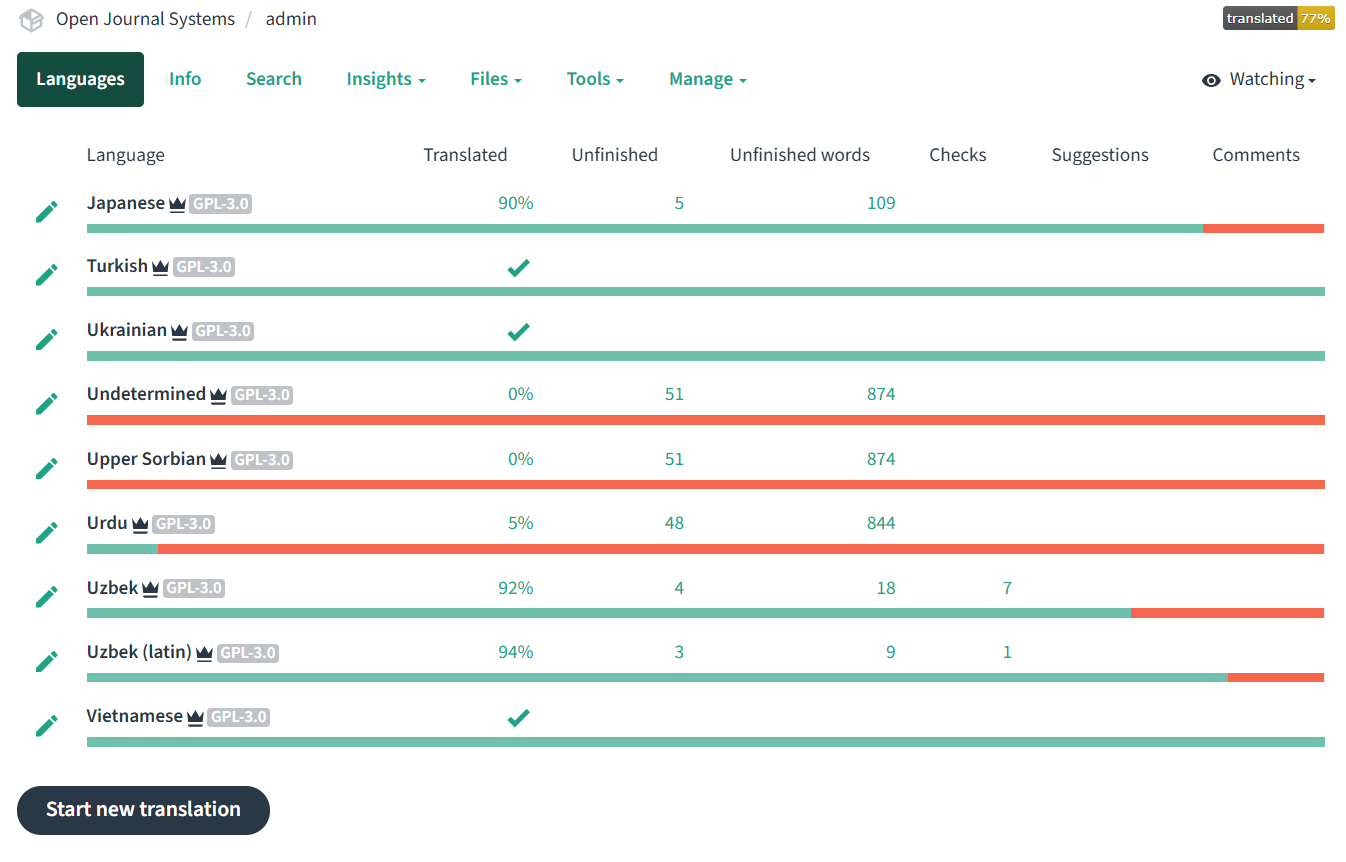 Open Journal Systems / admin translated 77%
Languages Info Search Insights Files Tools Manage Watching
Language Translated Unfinished Unfinished words Checks Suggestions Comments
Japanese GPL-3.0 90% 5 109
Turkish GPL-3.0
Ukrainian GPL-3.0
Undetermined GPL-3.0 0% 51 874
Upper Sorbian GPL-3.0 0% 51 874
Urdu GPL-3.0 5% 48 844
Uzbek GPL-3.0 92% 4 18 7
Uzbek (latin) GPL-3.0 94% 3 9 1
Vietnamese GPL-3.0
Start new translation